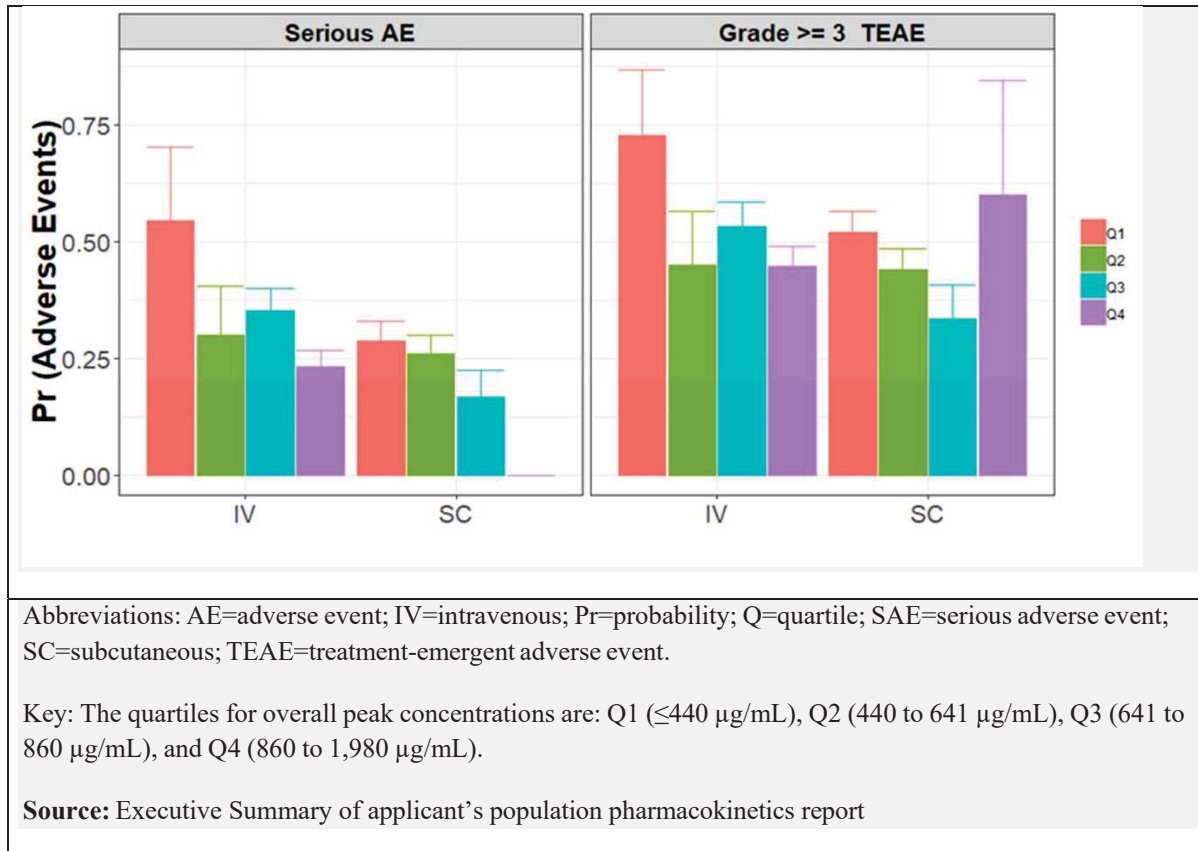 Serious AE
Grade >= 3 TEAE
Pr (Adverse Events)
0.75
0.50
0.25
0.00
IV
SC
IV
SC
Q1
Q2
Q3
Q4
Abbreviations: AE=adverse event; IV=intravenous; Pr=probability; Q=quartile; SAE=serious adverse event;
SC=subcutaneous; TEAE=treatment-emergent adverse event.
Key: The quartiles for overall peak concentrations are: Q1 (≤440 µg/mL), Q2 (440 to 641 µg/mL), Q3 (641 to
860 µg/mL), and Q4 (860 to 1,980 µg/mL).
Source: Executive Summary of applicant’s population pharmacokinetics report